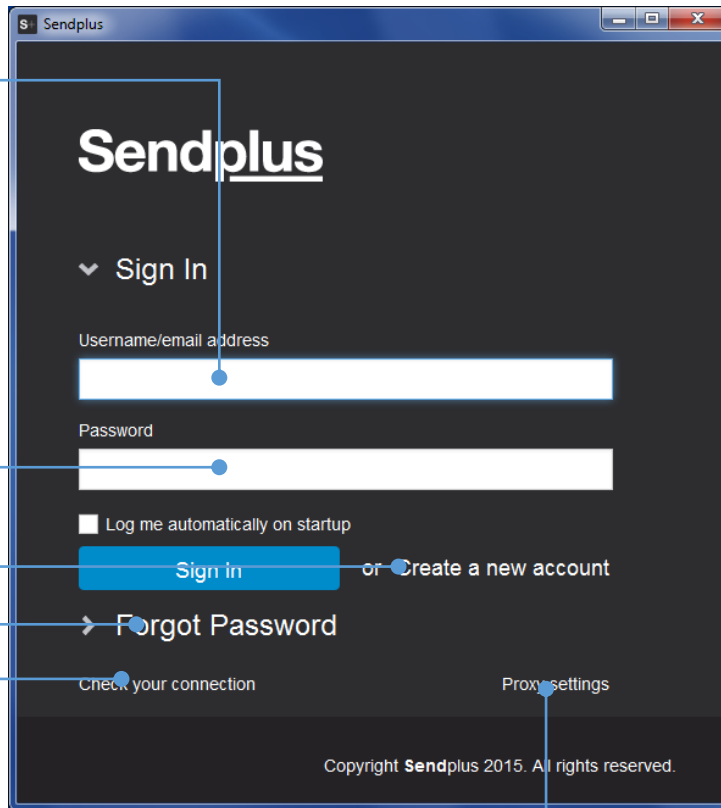 S+ Sendplus
Sendplus
Sign In
Username/email address
Password
Log me automatically on startup
Sign In or Create a new account
Forgot Password
Check your connection Proxy settings
Copyright Sendplus 2015. All rights reserved.